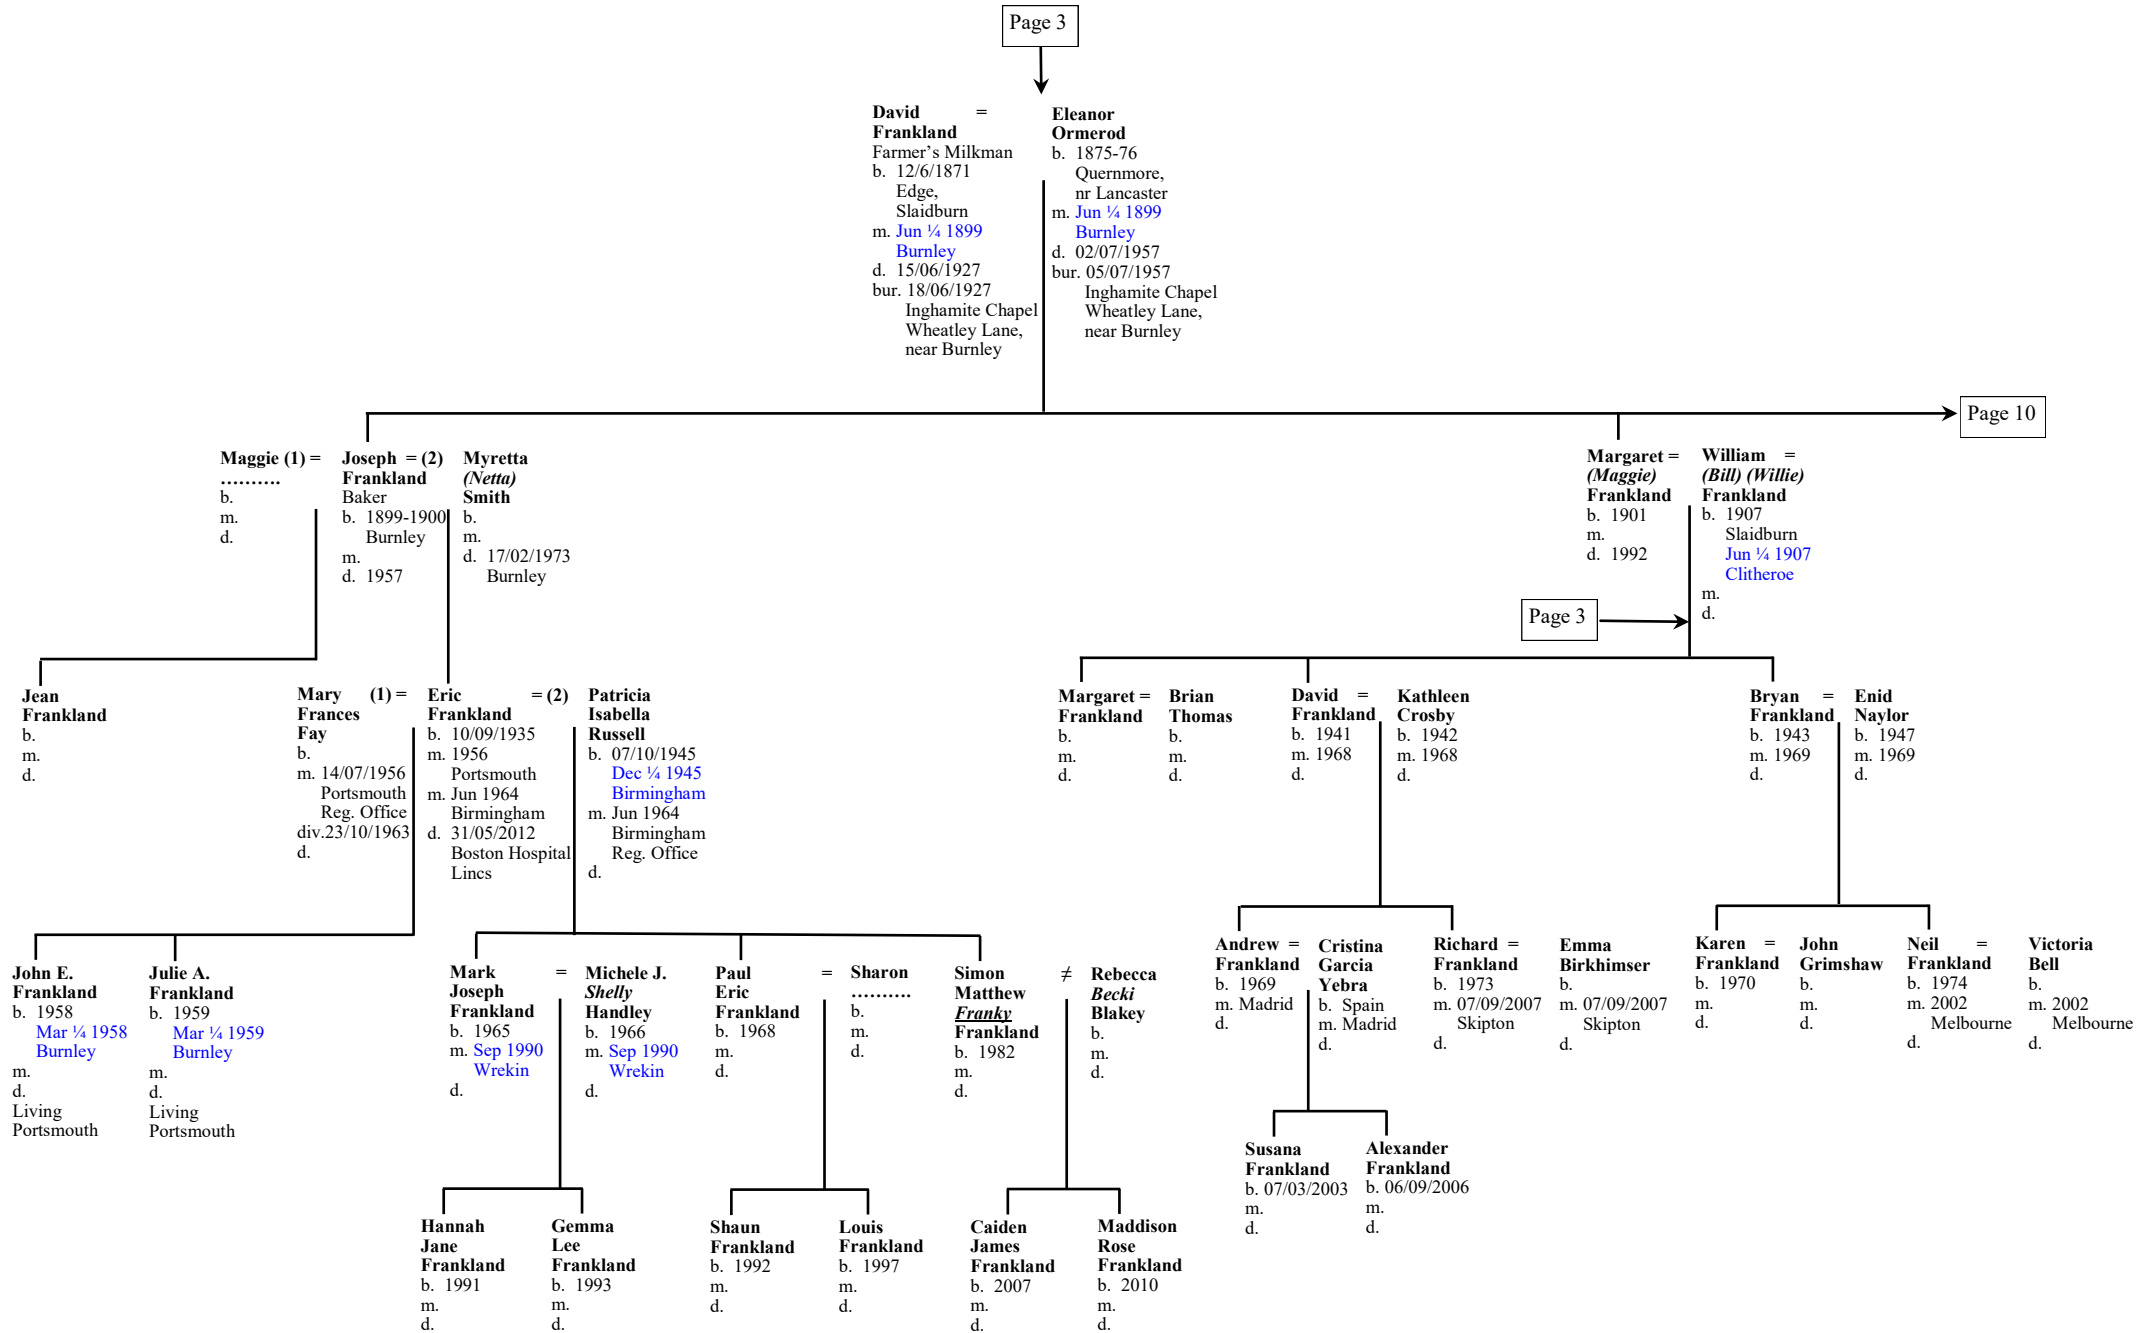 Page 3
David =
Frankland
Farmer’s Milkman
b. 12/6/1871
Edge,
Slaidburn
m. Jun ¼ 1899
Burnley
d. 15/06/1927
bur. 18/06/1927
Inghamite Chapel
Wheatley Lane,
near Burnley
Eleanor
Ormerod
b. 1875-76
Quernmore,
nr Lancaster
m. Jun ¼ 1899
Burnley
d. 02/07/1957
bur. 05/07/1957
Inghamite Chapel
Wheatley Lane,
near Burnley
Page 10
Maggie (1) =
……….
b.
m.
d.
Joseph = (2)
Frankland
Baker
b. 1899-1900
Burnley
m.
d. 1957
Myretta
(Netta)
Smith
b.
m.
d. 17/02/1973
Burnley
Margaret =
(Maggie)
Frankland
b. 1901
m.
d. 1992
William =
(Bill) (Willie)
Frankland
b. 1907
Slaidburn
Jun ¼ 1907
Clitheroe
m.
d.
Page 3
Jean
Frankland
b.
m.
d.
Mary (1) =
Frances
Fay
b.
m. 14/07/1956
Portsmouth
Reg. Office
div.23/10/1963
d.
Eric = (2)
Frankland
b. 10/09/1935
m. 1956
Portsmouth
m. Jun 1964
Birmingham
d. 31/05/2012
Boston Hospital
Lincs
Patricia
Isabella
Russell
b. 07/10/1945
Dec ¼ 1945
Birmingham
m. Jun 1964
Birmingham
Reg. Office
d.
Margaret =
Frankland
b.
m.
d.
Brian
Thomas
b.
m.
d.
David =
Frankland
b. 1941
m. 1968
d.
Kathleen
Crosby
b. 1942
m. 1968
d.
Bryan =
Frankland
b. 1943
m. 1969
d.
Enid
Naylor
b. 1947
m. 1969
d.
John E.
Frankland
b. 1958
Mar ¼ 1958
Burnley
m.
d.
Living
Portsmouth
Julie A.
Frankland
b. 1959
Mar ¼ 1959
Burnley
m.
d.
Living
Portsmouth
Mark =
Joseph
Frankland
b. 1965
m. Sep 1990
Wrekin
d.
Michele J.
Shelly
Handley
b. 1966
m. Sep 1990
Wrekin
d.
Paul =
Eric
Frankland
b. 1968
m.
d.
Sharon
……….
b.
m.
d.
Simon ≠
Matthew
Franky
Frankland
b. 1982
m.
d.
Rebecca
Becki
Blakey
b.
m.
d.
Andrew =
Frankland
b. 1969
m. Madrid
d.
Cristina
Garcia
Yebra
b. Spain
m. Madrid
d.
Richard =
Frankland
b. 1973
m. 07/09/2007
Skipton
d.
Emma
Birkhimser
b.
m. 07/09/2007
Skipton
d.
Karen =
Frankland
b. 1970
m.
d.
John
Grimshaw
b.
m.
d.
Neil =
Frankland
b. 1974
m. 2002
Melbourne
d.
Victoria
Bell
b.
m. 2002
Melbourne
d.
Susana
Frankland
b. 07/03/2003
m.
d.
Alexander
Frankland
b. 06/09/2006
m.
d.
Hannah
Jane
Frankland
b. 1991
m.
d.
Gemma
Lee
Frankland
b. 1993
m.
d.
Shaun
Frankland
b. 1992
m.
d.
Louis
Frankland
b. 1997
m.
d.
Caiden
James
Frankland
b. 2007
m.
d.
Maddison
Rose
Frankland
b. 2010
m.
d.